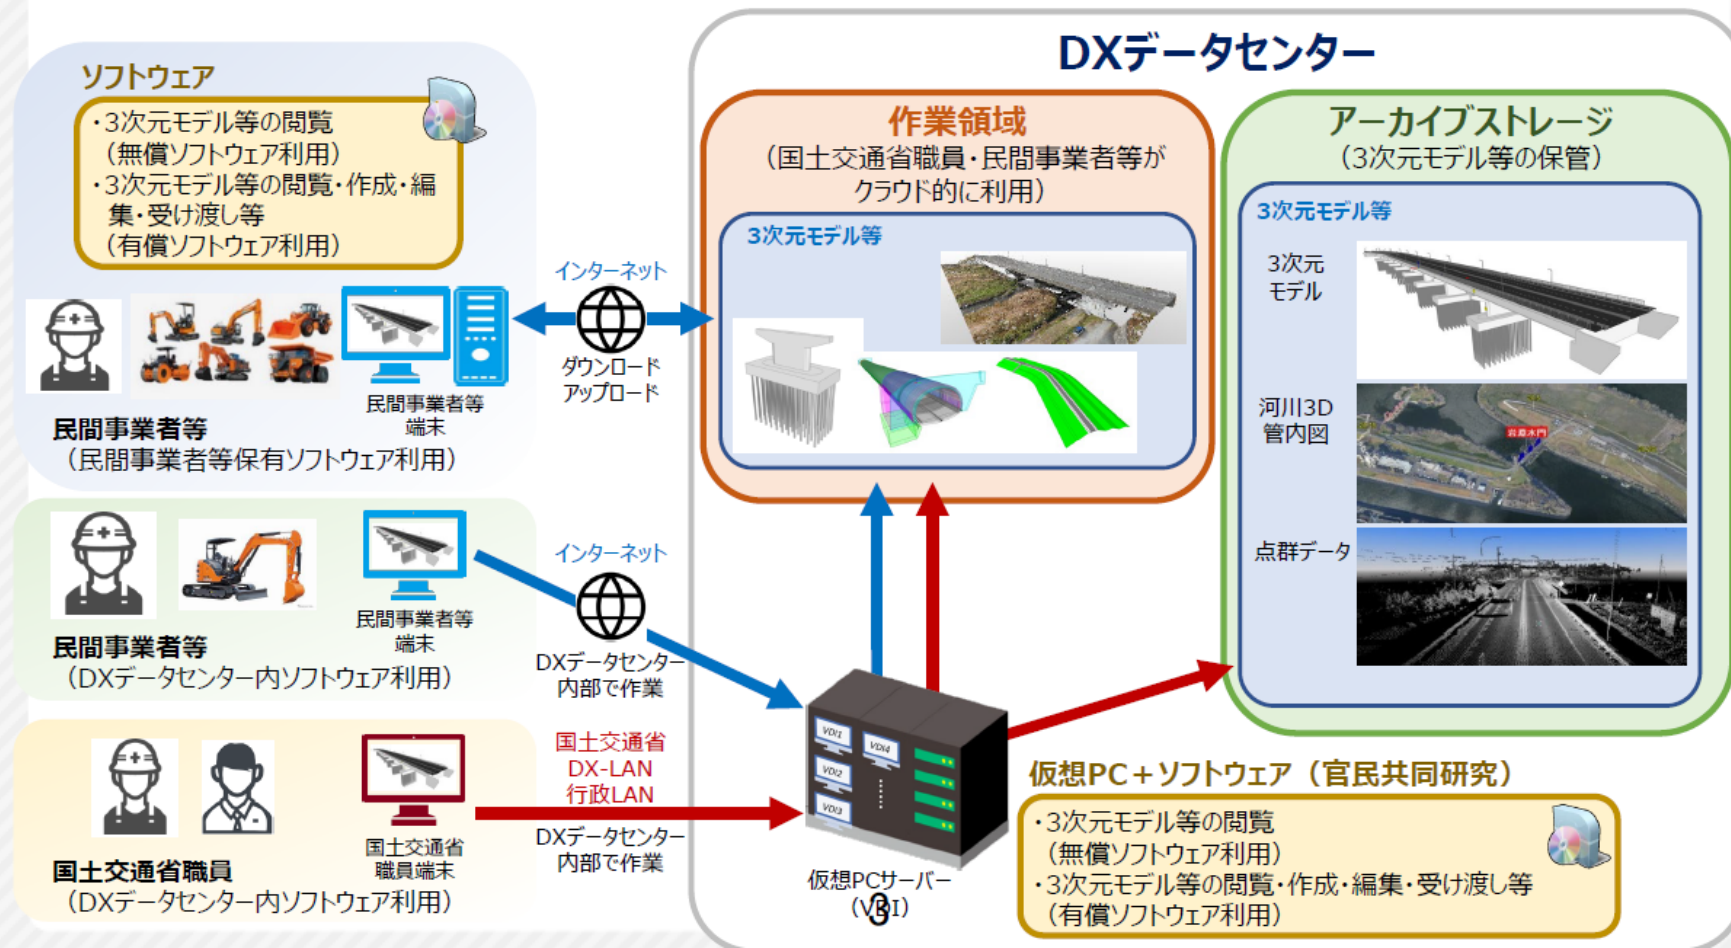 DXデータセンター
ソフトウェア
・3次元モデル等の閲覧
（無償ソフトウェア利用）
・3次元モデル等の閲覧・作成・編
集・受け渡し等
（有償ソフトウェア利用）
民間事業者等
端末
民間事業者等
（民間事業者等保有ソフトウェア利用）
インターネット
ダウンロード
アップロード
作業領域
（国土交通省職員・民間事業者等が
クラウド的に利用）
3次元モデル等
アーカイブストレージ
（3次元モデル等の保管）
3次元モデル等
3次元
モデル
河川3D
管内図
岩淵水門
点群データ
民間事業者等
端末
民間事業者等
（DXデータセンター内ソフトウェア利用）
インターネット
DXデータセンター
内部で作業
国土交通省
職員端末
国土交通省職員
（DXデータセンター内ソフトウェア利用）
国土交通省
DX-LAN
行政LAN
DXデータセンター
内部で作業
VDI1
VDI4
VDI2
VDI3
仮想PCサーバー
（VDI）
3
仮想PC＋ソフトウェア（官民共同研究）
・3次元モデル等の閲覧
（無償ソフトウェア利用）
・3次元モデル等の閲覧・作成・編集・受け渡し等
（有償ソフトウェア利用）